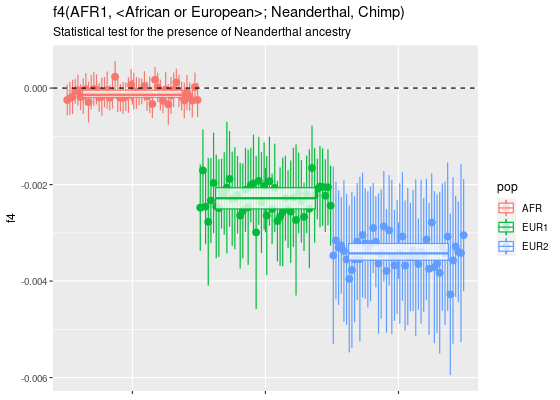 f4(AFR1, <African or European>; Neanderthal, Chimp)
Statistical test for the presence of Neanderthal ancestry
0.000
-0.002
-0.004
-0.006
f4
pop
AFR
EUR1
EUR2